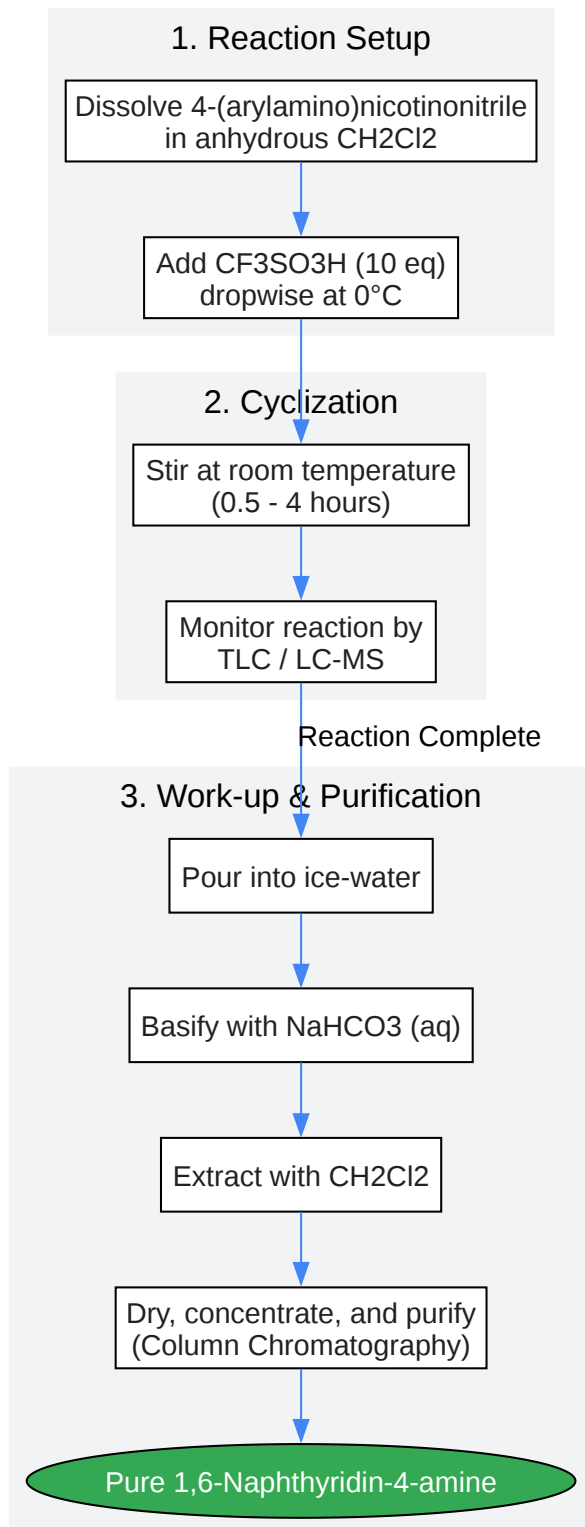 1. Reaction Setup
Dissolve 4-(arylamino)nicotinonitrile
in anhydrous CH2Cl2
Add CF3SO3H (10 eq)
dropwise at 0°C
2. Cyclization
Stir at room temperature
(0.5 - 4 hours)
Monitor reaction by
TLC / LC-MS
Reaction Complete
3. Work-up & Purification
Pour into ice-water
Basify with NaHCO3 (aq)
Extract with CH2Cl2
Dry, concentrate, and purify
(Column Chromatography)
Pure 1,6-Naphthyridin-4-amine